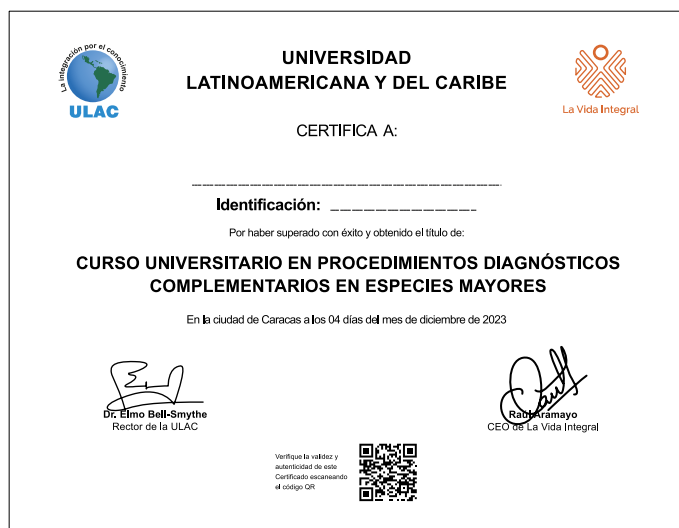 La integración por el conocimiento
ULAC
UNIVERSIDAD
LATINOAMERICANA Y DEL CARIBE
La Vida Integral
CERTIFICA A:
Identificación:
Por haber superado con éxito y obtenido el título de:
CURSO UNIVERSITARIO EN PROCEDIMIENTOS DIAGNÓSTICOS
COMPLEMENTARIOS EN ESPECIES MAYORES
En la ciudad de Caracas a los 04 días del mes de diciembre de 2023
Dr. Elmo Bell-Smythe
Rector de la ULAC
Raúl Aramayo
CEO de La Vida Integral
Verifique la validez y
autenticidad de este
Certificado escaneando
el código QR